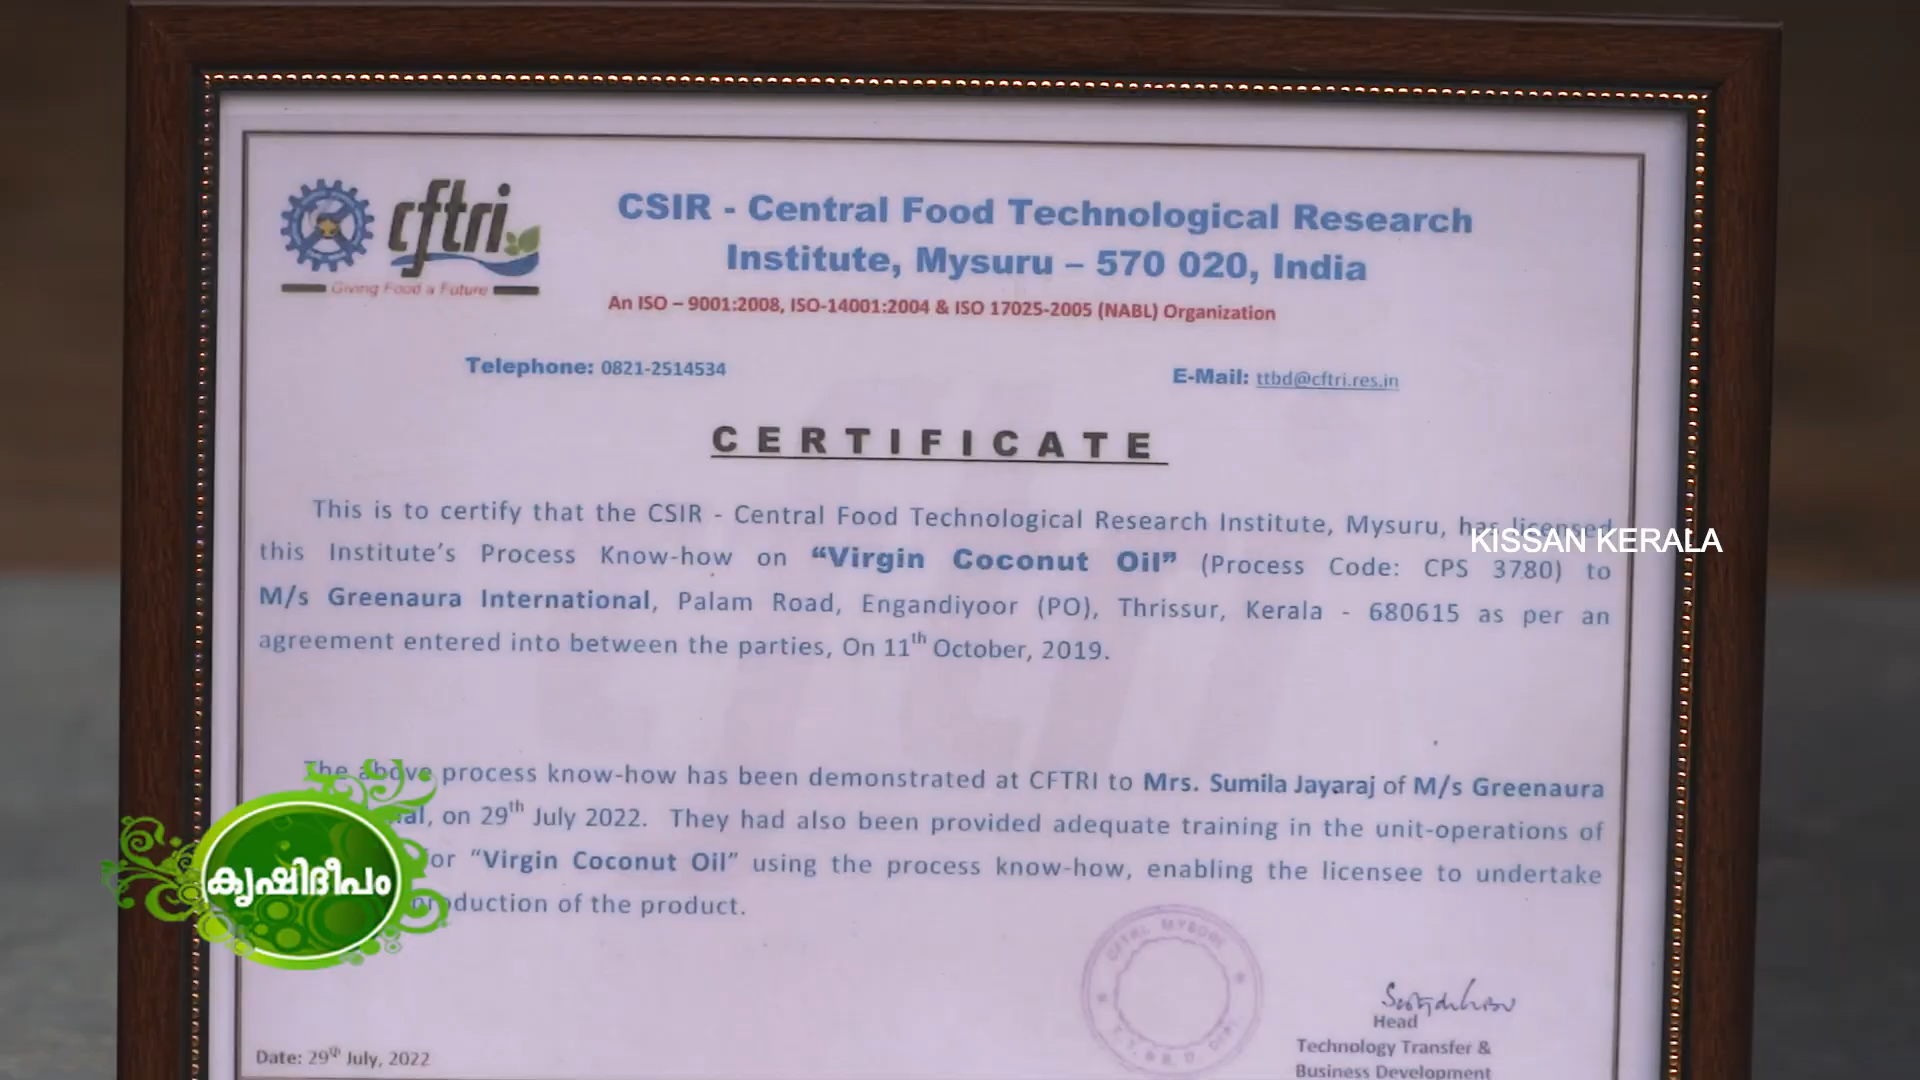 cftri
Giving Food a Future
CSIR - Central Food Technological Research
Institute, Mysuru – 570 020, India
An ISO – 9001:2008, ISO-14001:2004 & ISO 17025-2005 (NABL) Organization
Telephone: 0821-2514534
E-Mail: ttbd@cftri.res.in
CERTIFICATE
This is to certify that the CSIR - Central Food Technological Research Institute, Mysuru, has licensed
KISSAN KERALA
this Institute's Process Know-how on “Virgin Coconut Oil” (Process Code: CPS 3780) to
M/s Greenaura International, Palam Road, Engandiyoor (PO), Thrissur, Kerala - 680615 as per an
agreement entered into between the parties, On 11th October, 2019.
The above process know-how has been demonstrated at CFTRI to Mrs. Sumila Jayaraj of M/s Greenaura
on 29th July 2022. They had also been provided adequate training in the unit-operations of
“Virgin Coconut Oil” using the process know-how, enabling the licensee to undertake
കൃഷിദീപം
production of the product.
CFTRI MYSORE
Head
Technology Transfer &
Business Development
Date: 29th July, 2022